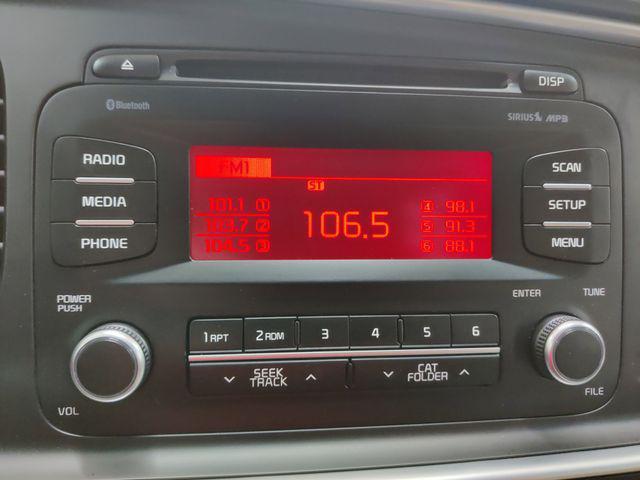 DISP
Bluetooth
SIRIUS MP3
RADIO
MEDIA
PHONE
FM1
ST
101.1 1
103.7 2
104.5 3
106.5
4 98.1
5 91.3
6 88.1
SCAN
SETUP
MENU
POWER
PUSH
VOL
1 RPT
2 RDM
3
4
5
6
SEEK
TRACK
CAT
FOLDER
ENTER
TUNE
FILE